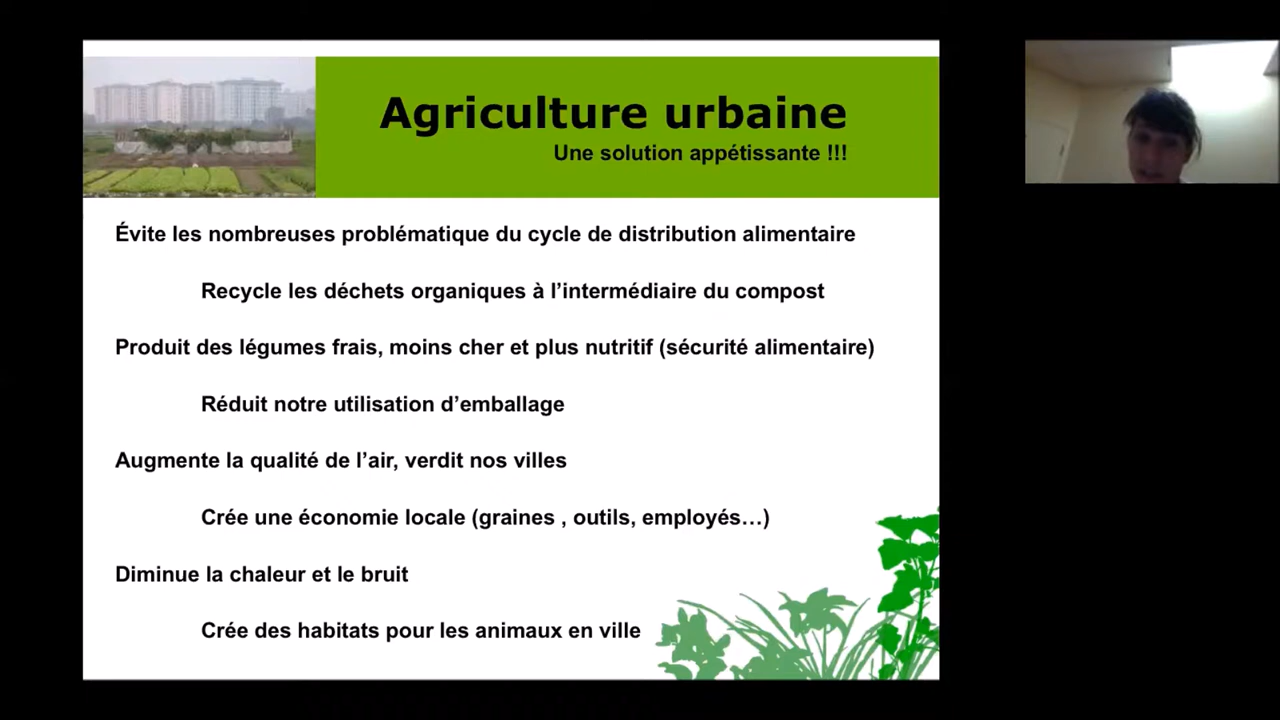 Agriculture urbaine
Une solution appétissante !!!
Évite les nombreuses problématique du cycle de distribution alimentaire
Recycle les déchets organiques à l’intermédiaire du compost
Produit des légumes frais, moins cher et plus nutritif (sécurité alimentaire)
Réduit notre utilisation d’emballage
Augmente la qualité de l’air, verdit nos villes
Crée une économie locale (graines , outils, employés…)
Diminue la chaleur et le bruit
Crée des habitats pour les animaux en ville